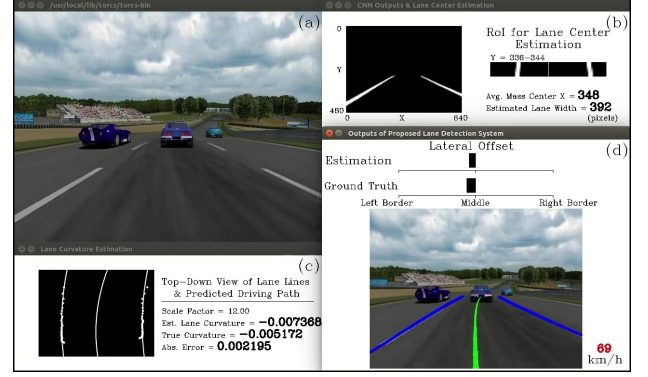 /usr/local/lib/torcs/torcs-bin
(a)
CNN Outputs & Lane Center Estimation
(b)
0
Y
480
0
X
640
RoI for Lane Center
Estimation
Y = 336-344
Avg. Mass Center X = 348
Estimated Lane Width = 392
(pixels)
Lane Curvature Estimation
(c)
Top-Down View of Lane Lines
& Predicted Driving Path
Scale Factor = 12.00
Est. Lane Curvature = -0.007368
True Curvature = -0.005172
Abs. Error = 0.002195
Outputs of Proposed Lane Detection System
(d)
Lateral Offset
Estimation
Ground Truth
Left Border
Middle
Right Border
69
km/h